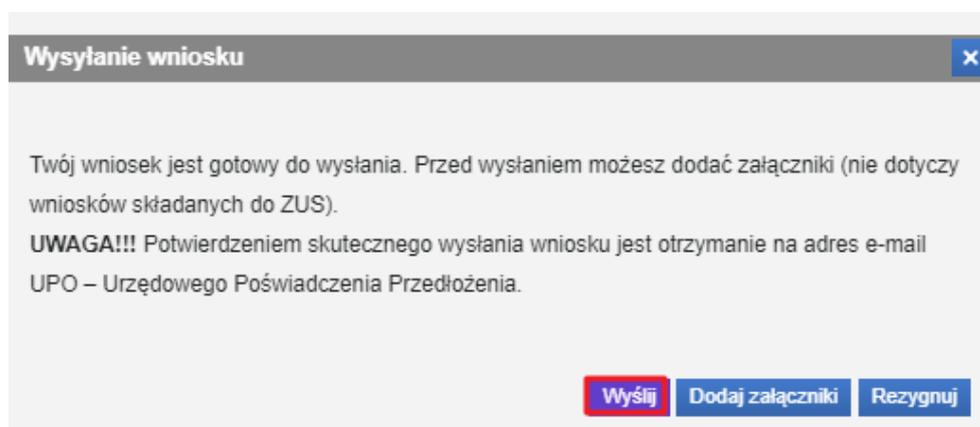 Wysyłanie wniosku
×
Twój wniosek jest gotowy do wysłania. Przed wysłaniem możesz dodać załączniki (nie dotyczy
wniosków składanych do ZUS).
UWAGA!!! Potwierdzeniem skutecznego wysłania wniosku jest otrzymanie na adres e-mail
UPO – Urzędowego Poświadczenia Przedłożenia.
Wyślij Dodaj załączniki Rezygnuj